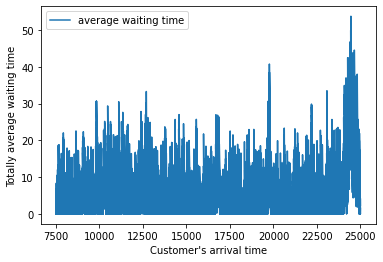 average waiting time
Totally average waiting time
50
40
30
20
10
0
7500 10000 12500 15000 17500 20000 22500 25000
Customer's arrival time